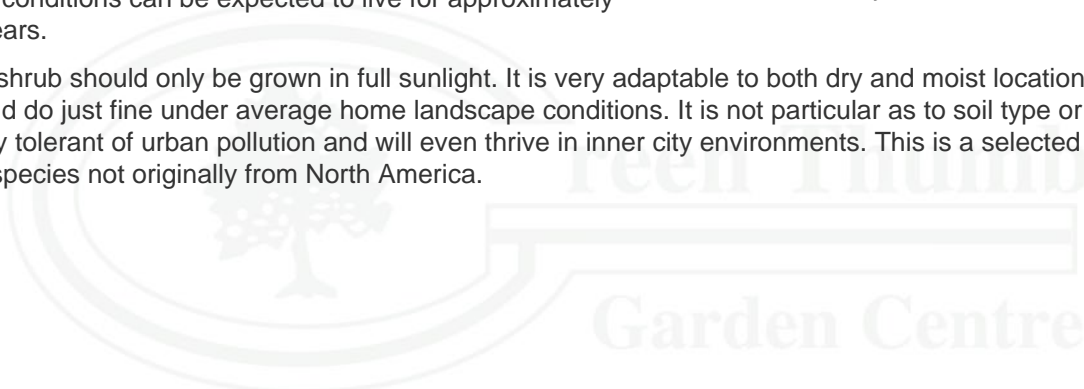 conditions can be expected to live for approximately
ears.
shrub should only be grown in full sunlight. It is very adaptable to both dry and moist location
d do just fine under average home landscape conditions. It is not particular as to soil type or
y tolerant of urban pollution and will even thrive in inner city environments. This is a selected
species not originally from North America.
reen Thumb
Garden Centre